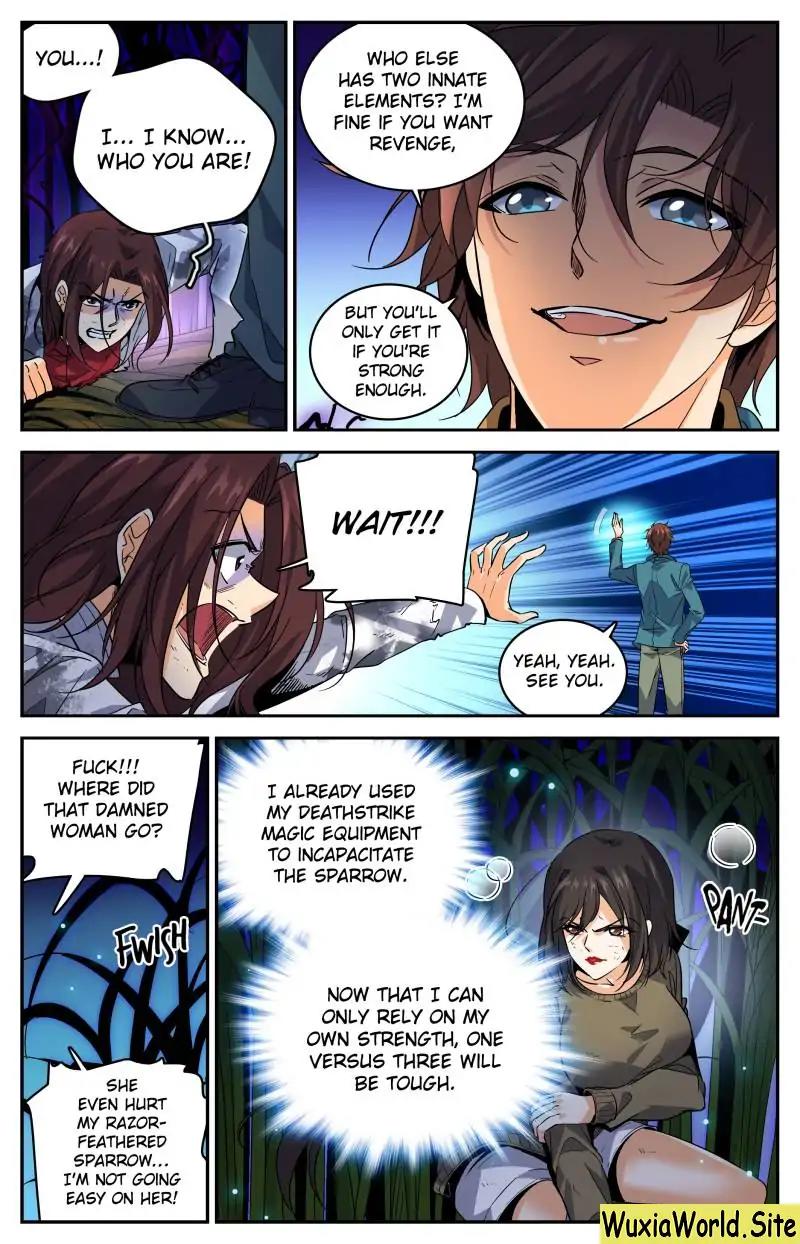 YOU...!
I... I KNOW...
WHO YOU ARE!
WHO ELSE
HAS TWO INNATE
ELEMENTS? I'M
FINE IF YOU WANT
REVENGE,
BUT YOU'LL
ONLY GET IT
IF YOU'RE
STRONG
ENOUGH.
WAIT!!!
YEAH, YEAH.
SEE YOU.
FUCK!!!
WHERE DID
THAT DAMNED
WOMAN GO?
FWISH
SHE
EVEN HURT
MY RAZOR-
FEATHERED
SPARROW...
I'M NOT GOING
EASY ON HER!
I ALREADY USED
MY DEATHSTRIKE
MAGIC EQUIPMENT
TO INCAPACITATE
THE SPARROW.
NOW THAT I CAN
ONLY RELY ON MY
OWN STRENGTH, ONE
VERSUS THREE WILL
BE TOUGH.
PANT-
WuxiaWorld.Site